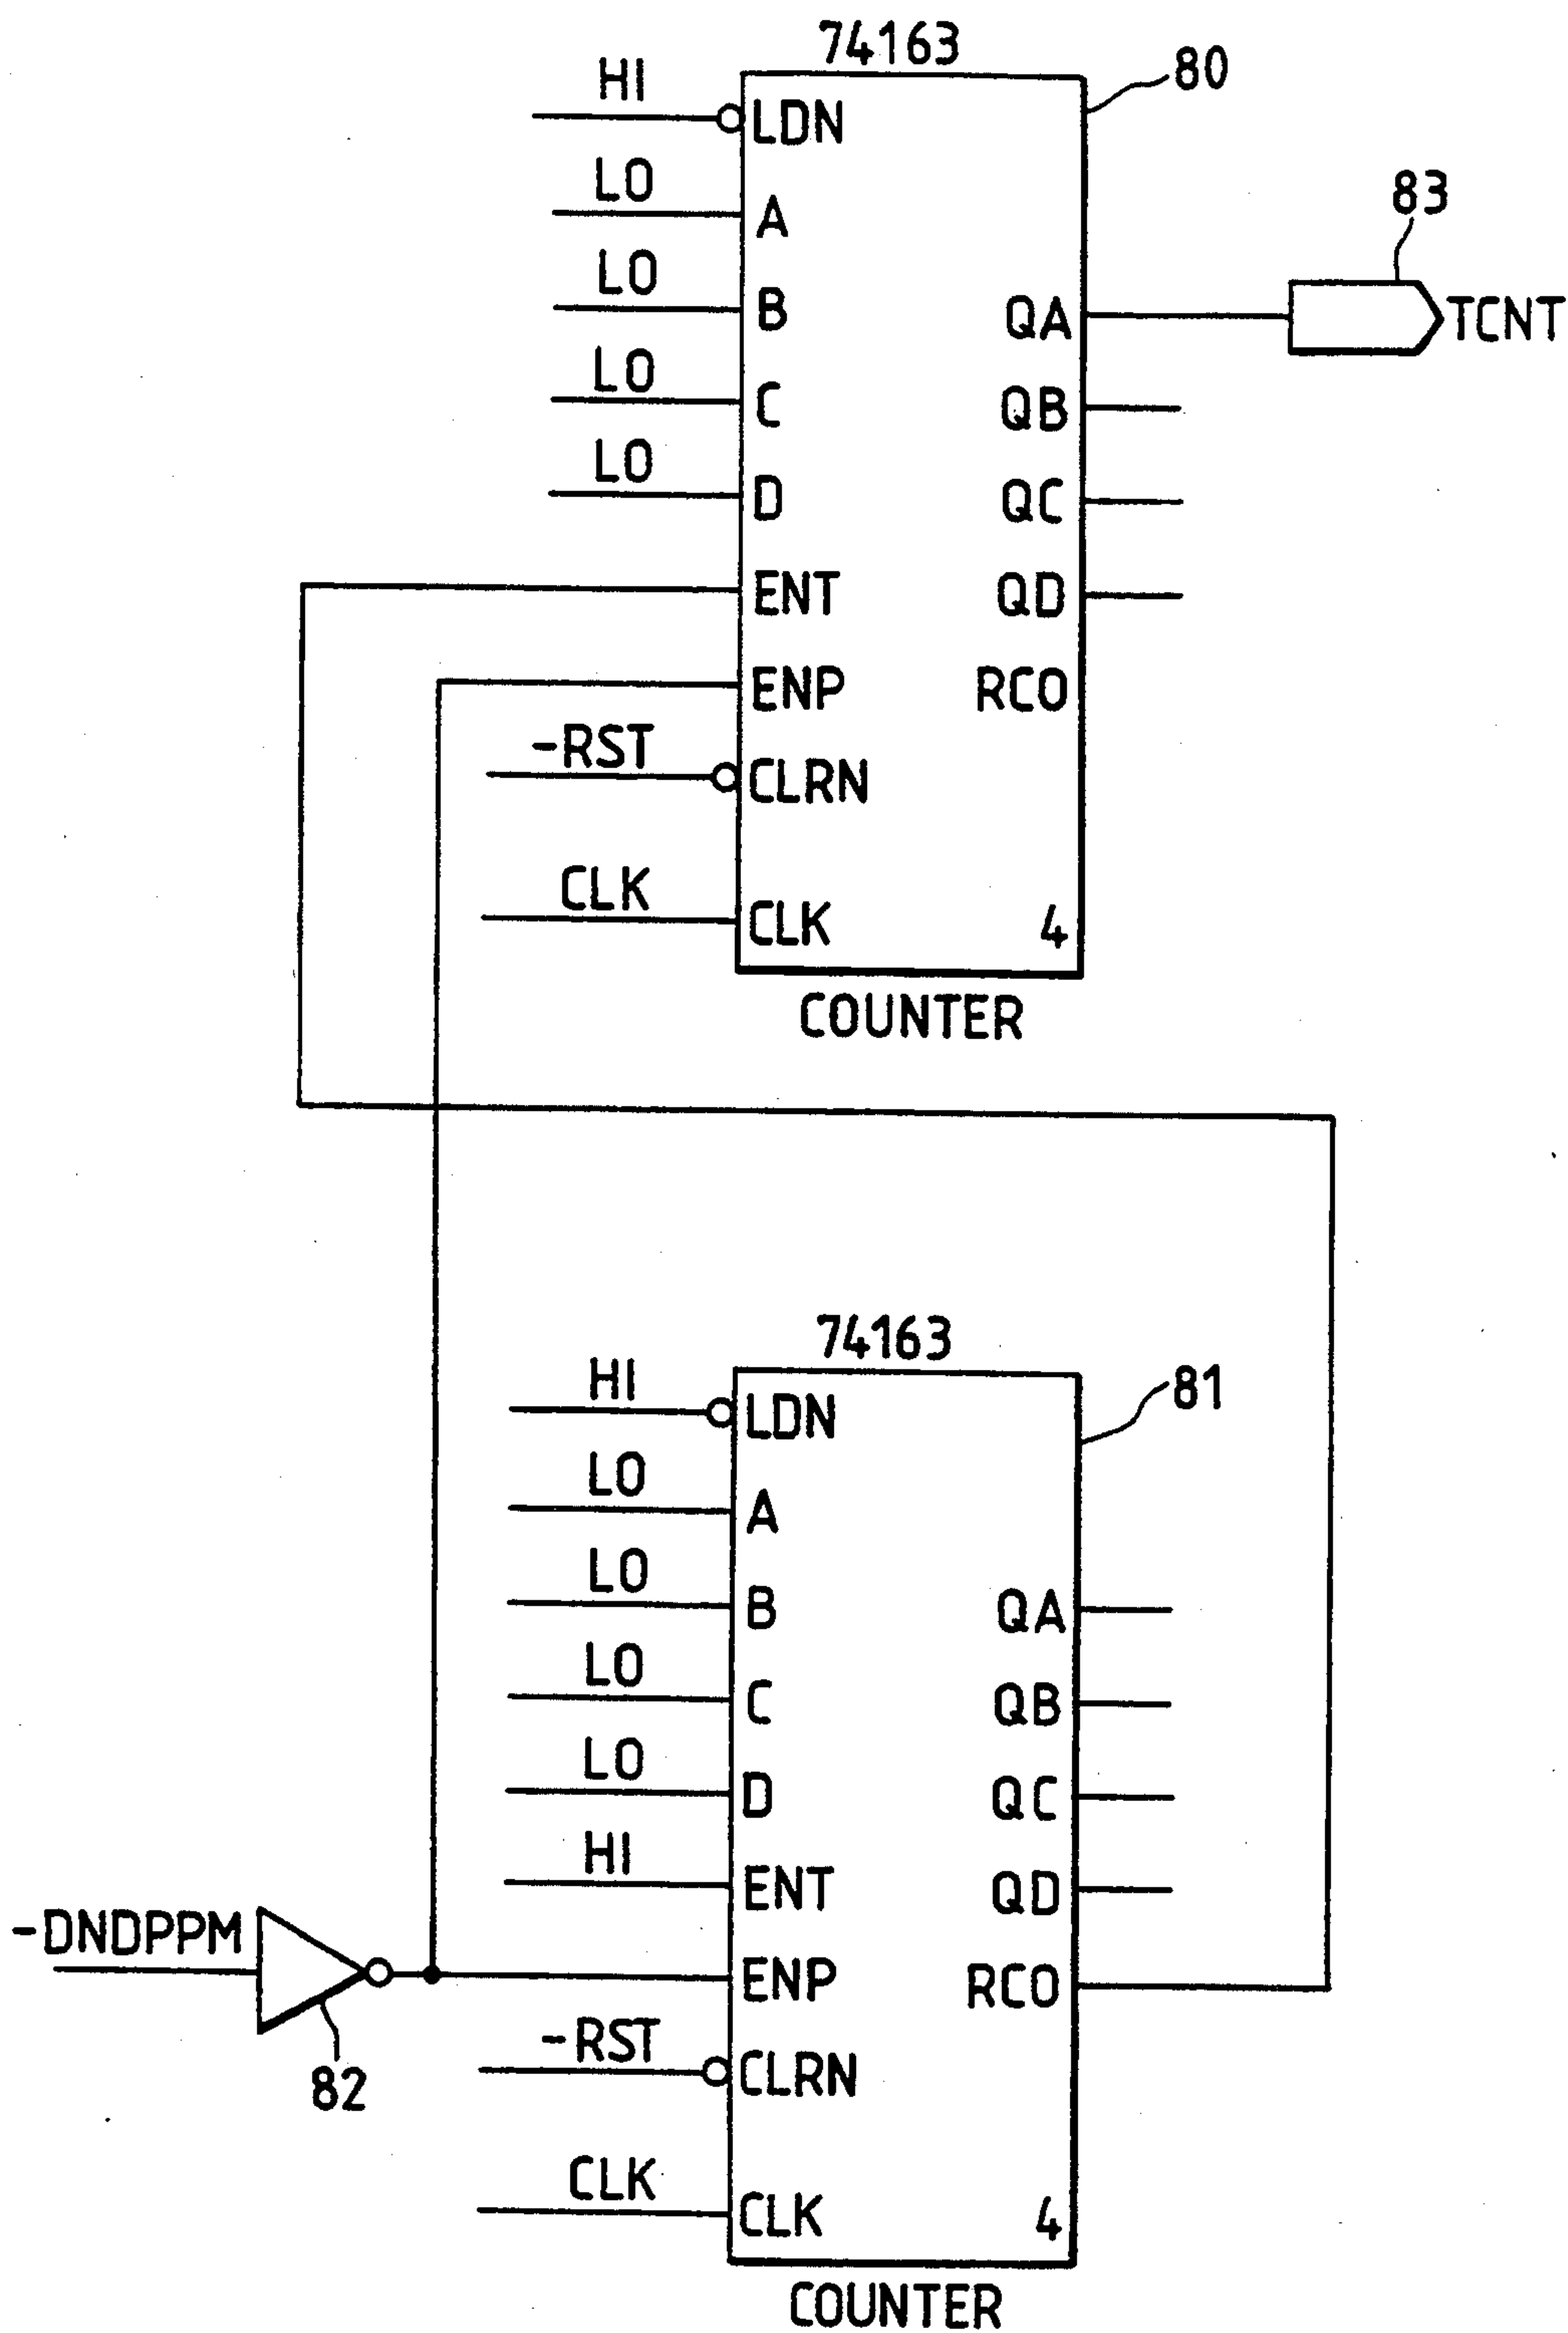 74163
80
HI
LDN
LO
A
83
LO
B
QA
TCNT
LO
C
QB
LO
D
QC
ENT
QD
ENP
RCO
-RST
CLRN
CLK
CLK
4
COUNTER
74163
81
HI
LDN
LO
A
LO
B
QA
LO
C
QB
LO
D
QC
HI
ENT
QD
-DNDPPM
ENP
RCO
82
-RST
CLRN
CLK
CLK
4
COUNTER